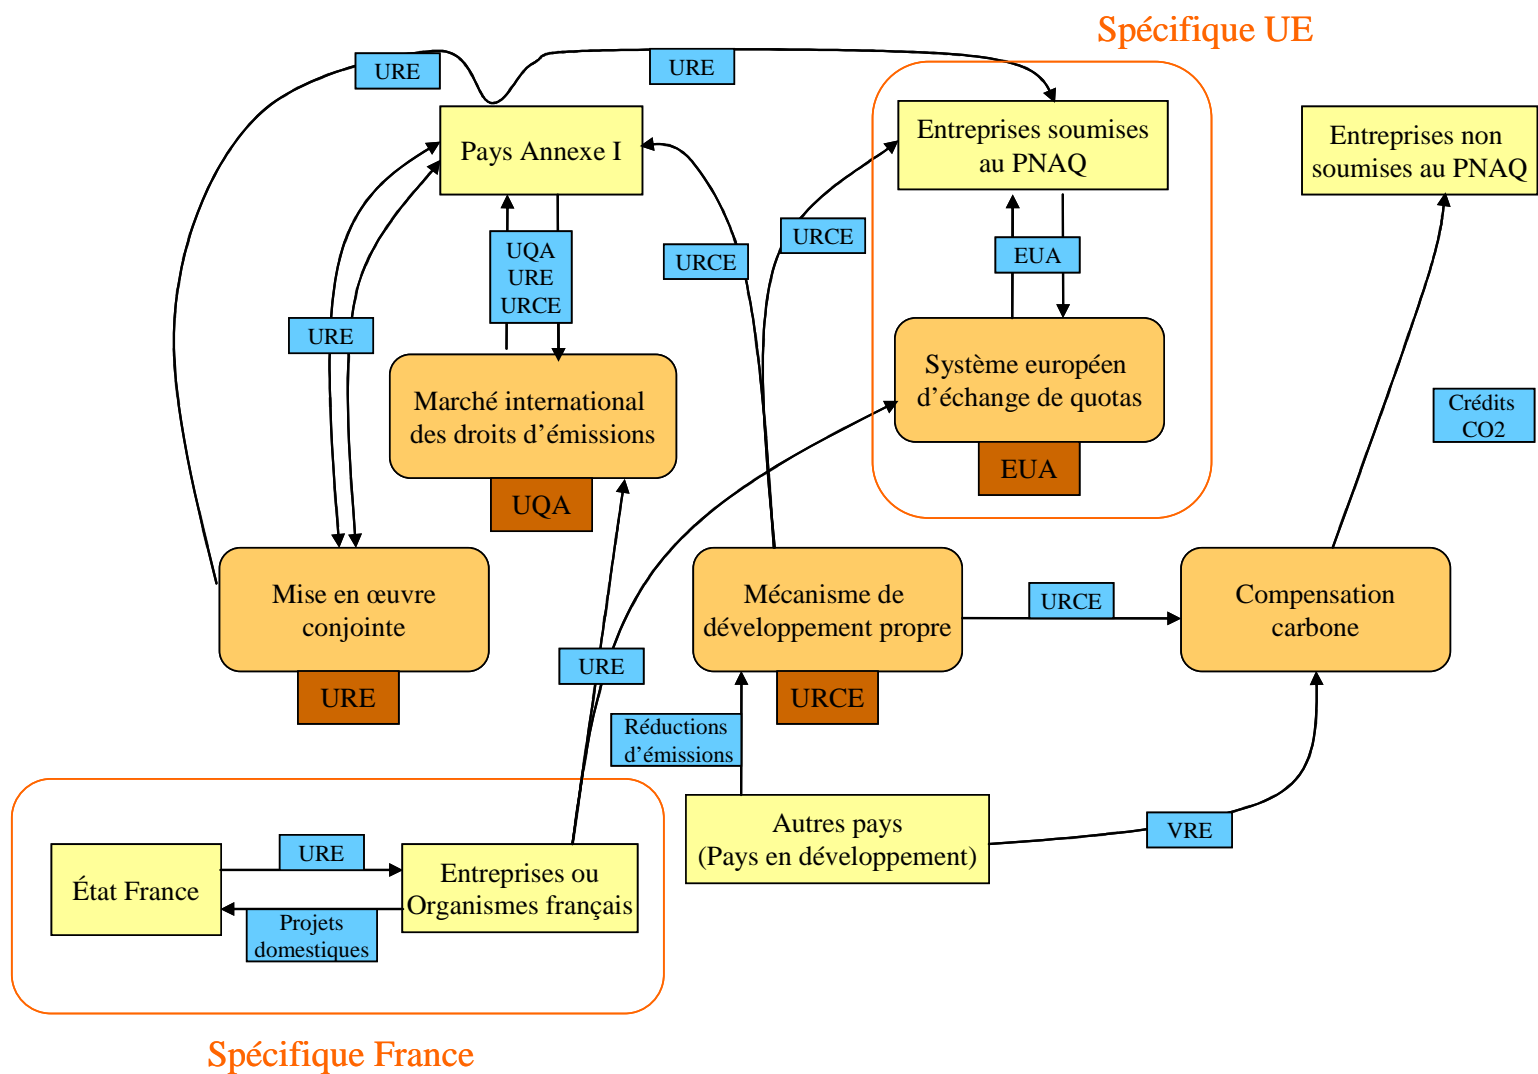 Spécifique UE
URE
URE
Pays Annexe I
Entreprises soumises
au PNAQ
Entreprises non
soumises au PNAQ
UQA
URE
URCE
URCE
URCE
EUA
URE
Marché international
des droits d’émissions
UQA
Système européen
d’échange de quotas
EUA
Crédits
CO2
Mise en œuvre
conjointe
URE
Mécanisme de
développement propre
URCE
URCE
Compensation
carbone
URE
Réductions
d’émissions
Autres pays
(Pays en développement)
VRE
État France
URE
Entreprises ou
Organismes français
Projets
domestiques
Spécifique France